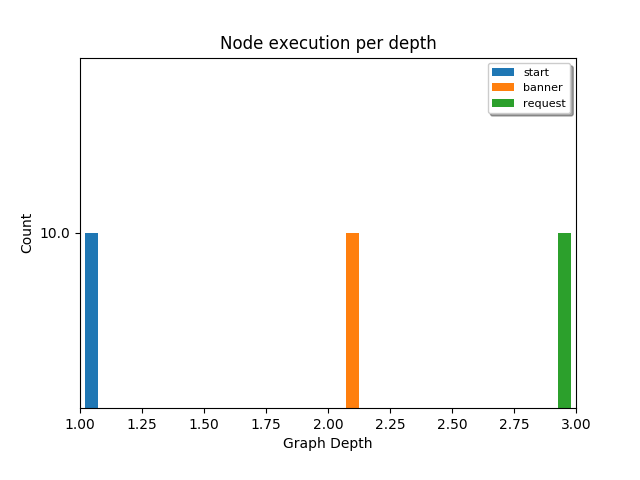 Node execution per depth
start
banner
request
Count
10.0
1.00 1.25 1.50 1.75 2.00 2.25 2.50 2.75 3.00
Graph Depth